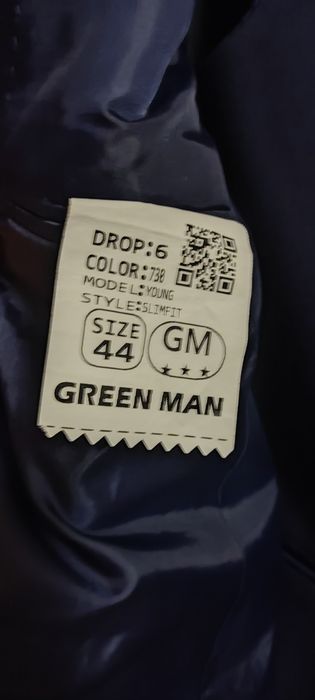 DROP:6
COLOR:730
MODEL:YOUNG
STYLE:SLIMFIT
SIZE
44
GM
GREEN MAN